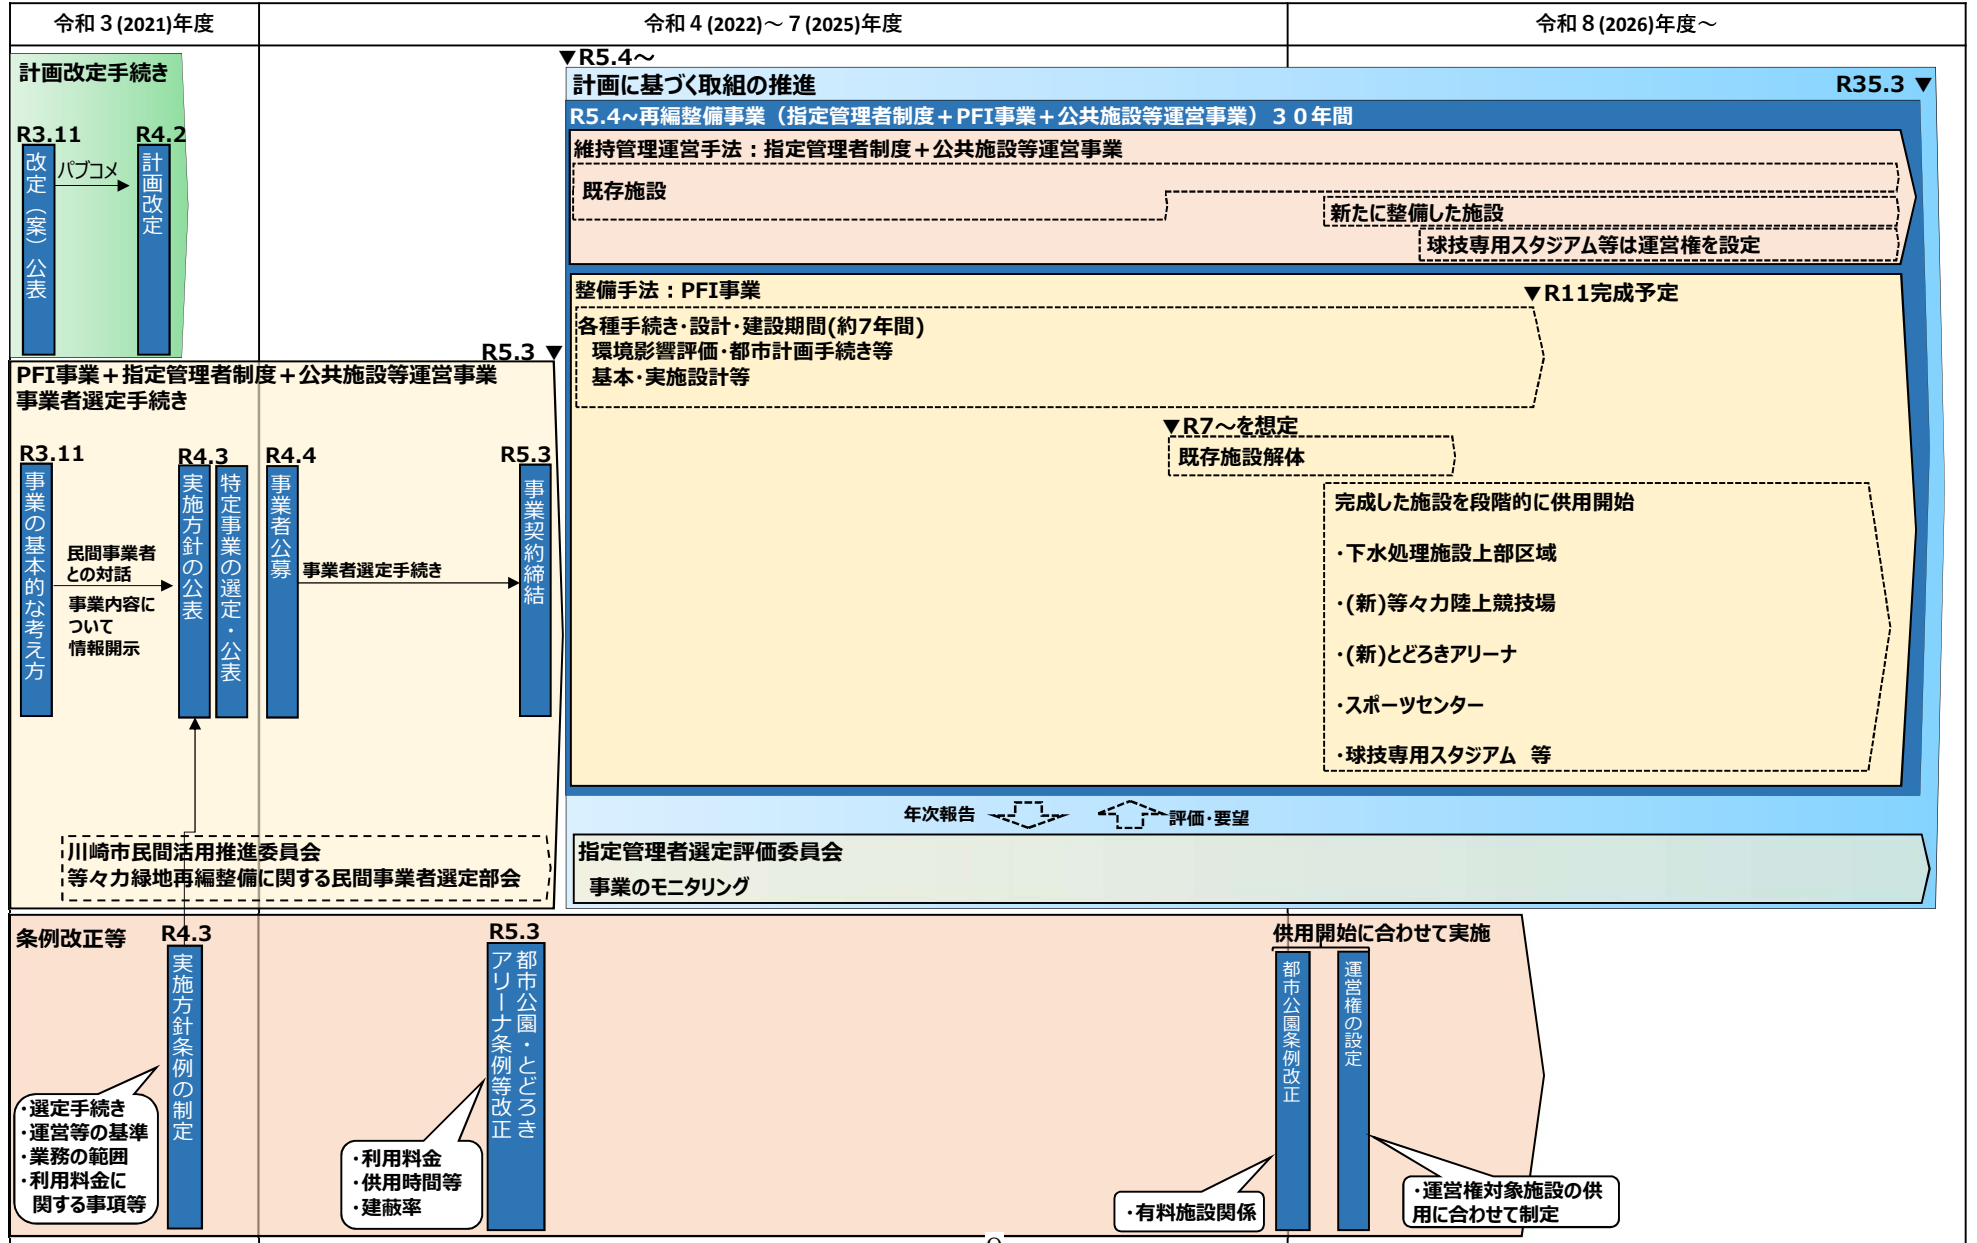 令和３(2021)年度
令和４(2022)～７(2025)年度
令和８(2026)年度～
計画改定手続き
R3.11
R4.2
改定（案）公表
パブコメ
計画改定
▼R5.4～
計画に基づく取組の推進
R35.3 ▼
R5.4~再編整備事業（指定管理者制度＋PFI事業＋公共施設等運営事業）３０年間
維持管理運営手法：指定管理者制度＋公共施設等運営事業
既存施設
新たに整備した施設
球技専用スタジアム等は運営権を設定
整備手法：PFI事業
▼R11完成予定
各種手続き･設計･建設期間(約7年間)
環境影響評価･都市計画手続き等
基本･実施設計等
▼R7～を想定
既存施設解体
完成した施設を段階的に供用開始
･下水処理施設上部区域
･(新)等々力陸上競技場
･(新)とどろきアリーナ
･スポーツセンター
･球技専用スタジアム 等
R5.3 ▼
PFI事業＋指定管理者制度＋公共施設等運営事業
事業者選定手続き
R3.11
R4.3
R4.4
R5.3
事業の基本的な考え方
民間事業者
との対話
事業内容に
ついて
情報開示
実施方針の公表
特定事業の選定・公表
事業者公募
事業者選定手続き
事業契約締結
川崎市民間活用推進委員会
等々力緑地再編整備に関する民間事業者選定部会
年次報告
評価･要望
指定管理者選定評価委員会
事業のモニタリング
条例改正等
R4.3
実施方針条例の制定
･選定手続き
･運営等の基準
･業務の範囲
･利用料金に
関する事項等
R5.3
都市公園・とどろき
アリーナ条例等改正
･利用料金
･供用時間等
･建蔽率
供用開始に合わせて実施
都市公園条例改正
運営権の設定
･有料施設関係
･運営権対象施設の供
用に合わせて制定